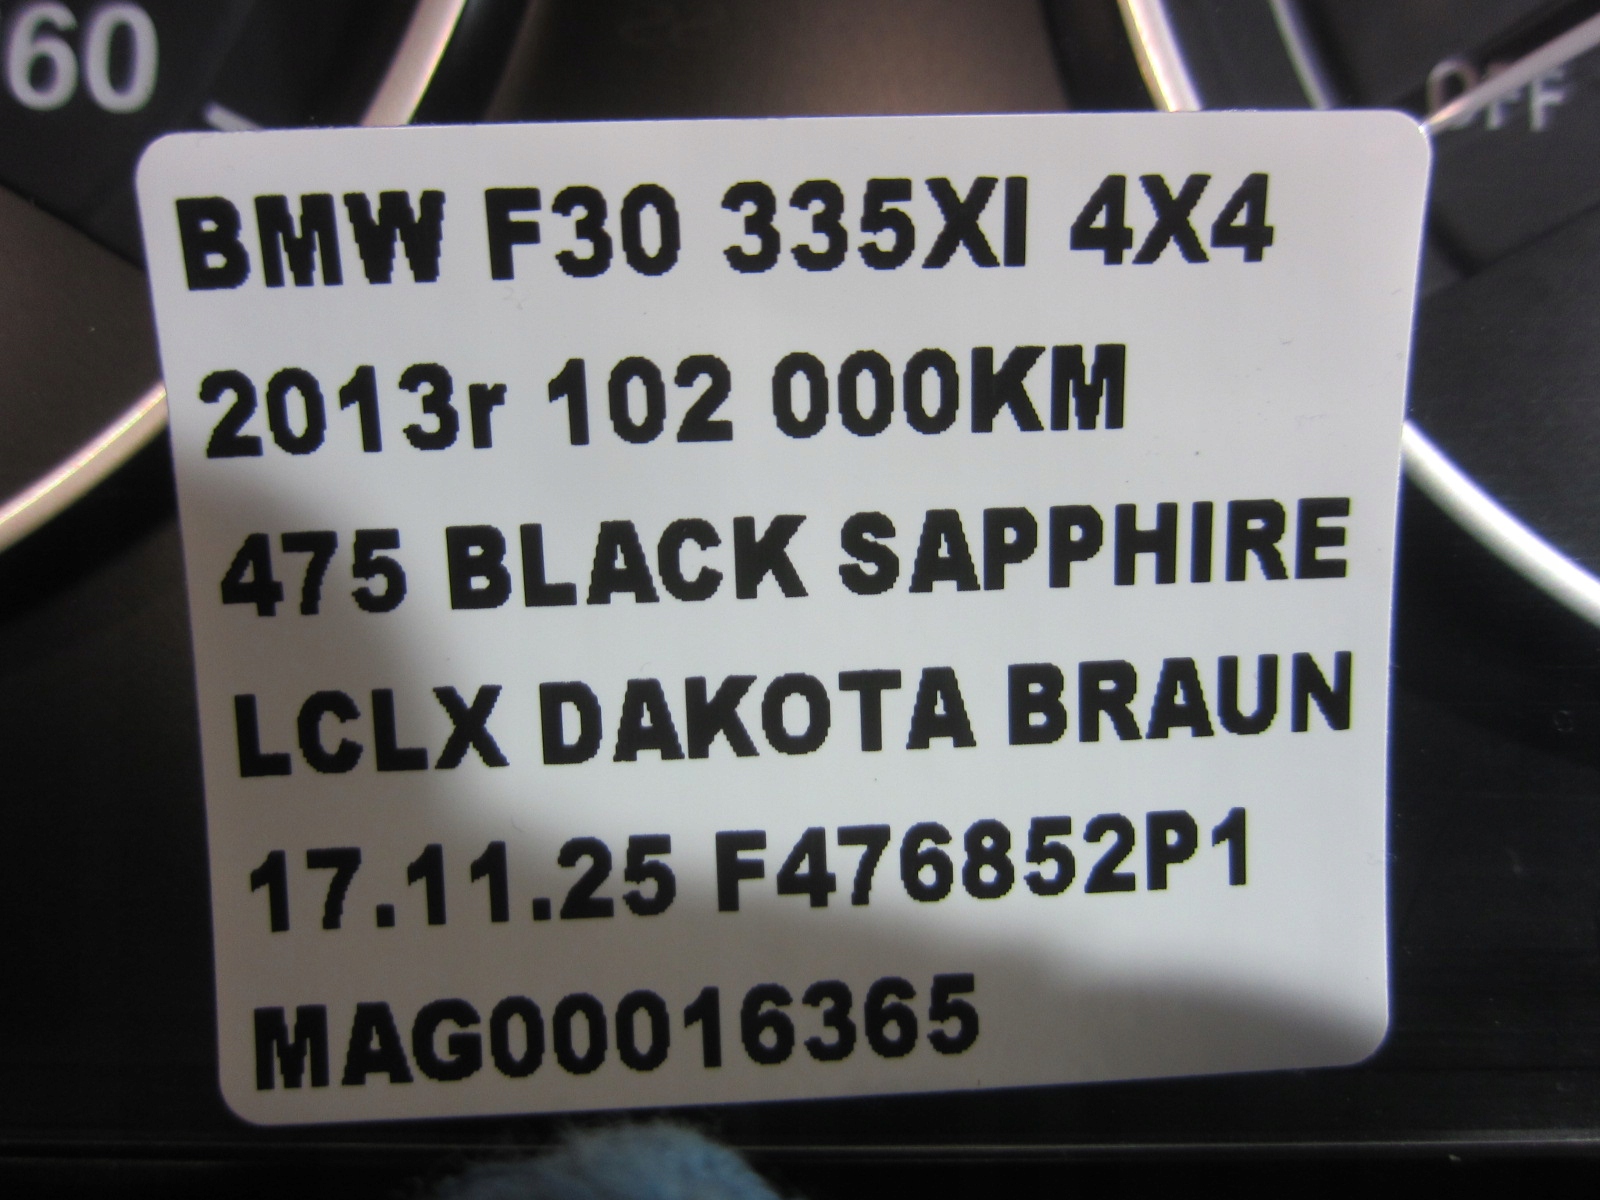 60
OFF
BMW F30 335XI 4X4
2013r 102 000KM
475 BLACK SAPPHIRE
LCLX DAKOTA BRAUN
17.11.25 F476852P1
MAG00016365